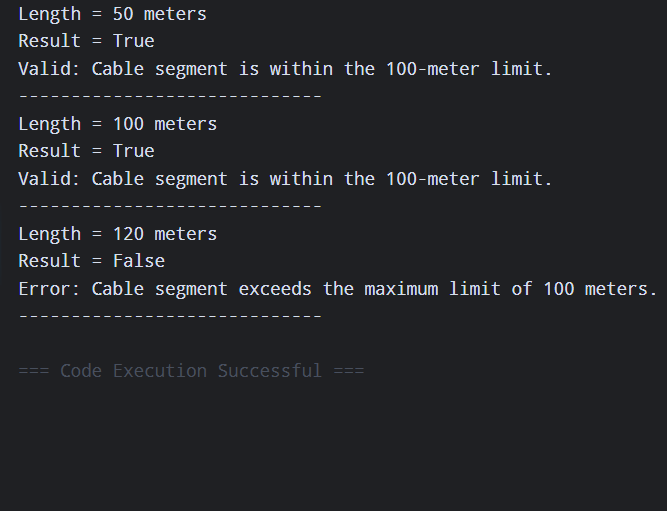 Length = 50 meters
Result = True
Valid: Cable segment is within the 100-meter limit.
-----------------------------
Length = 100 meters
Result = True
Valid: Cable segment is within the 100-meter limit.
-----------------------------
Length = 120 meters
Result = False
Error: Cable segment exceeds the maximum limit of 100 meters.
-----------------------------
=== Code Execution Successful ===